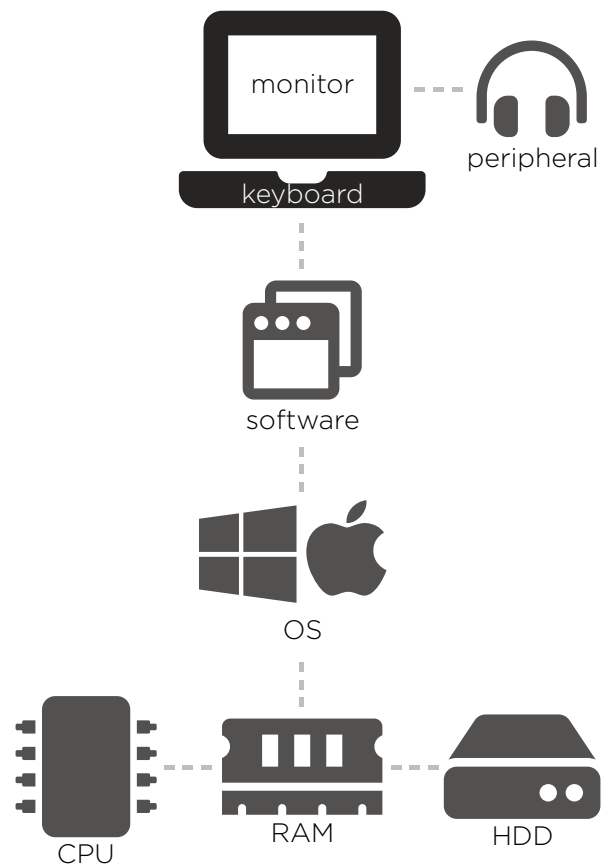 monitor
peripheral
keyboard
software
OS
CPU
RAM
HDD